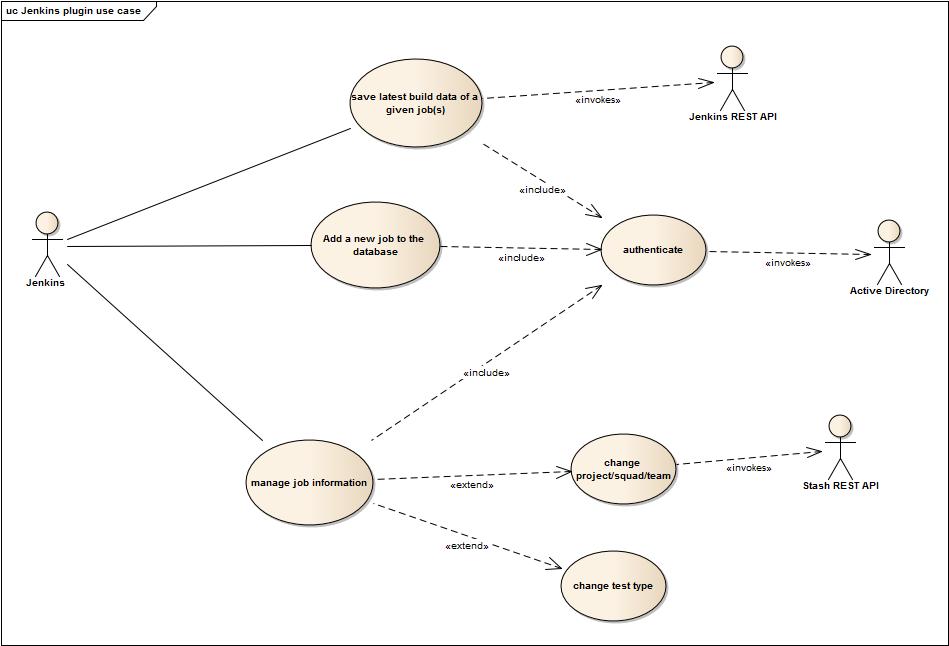 uc Jenkins plugin use case
save latest build data of a
given job(s)
«invokes»
Jenkins REST API
«include»
Jenkins
Add a new job to the
database
«include»
authenticate
«invokes»
Active Directory
«include»
manage job information
«extend»
change
project/squad/team
«invokes»
Stash REST API
«extend»
change test type